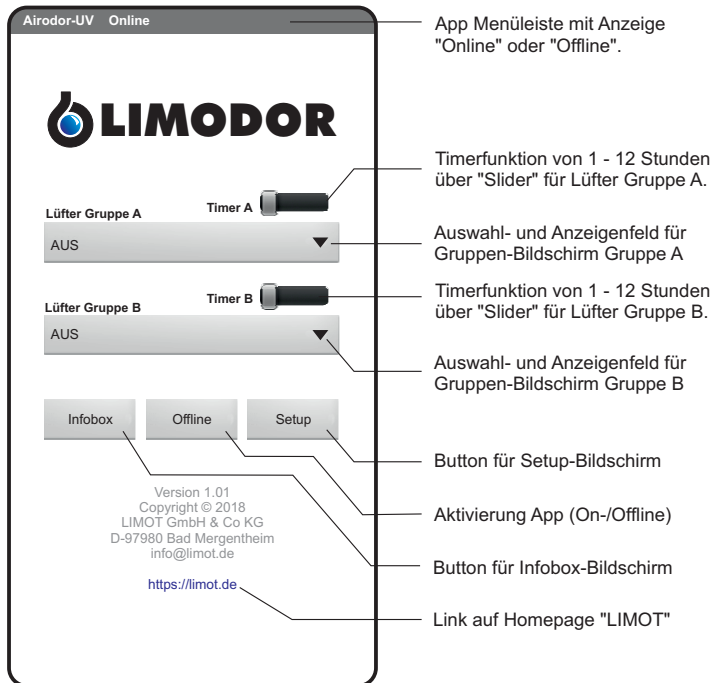 Airodor-UV Online
App Menüleiste mit Anzeige
"Online" oder "Offline".
LIMODOR
Timerfunktion von 1 - 12 Stunden
über "Slider" für Lüfter Gruppe A.
Lüfter Gruppe A
Timer A
AUS
Auswahl- und Anzeigenfeld für
Gruppen-Bildschirm Gruppe A
Timerfunktion von 1 - 12 Stunden
über "Slider" für Lüfter Gruppe B.
Lüfter Gruppe B
Timer B
AUS
Auswahl- und Anzeigenfeld für
Gruppen-Bildschirm Gruppe B
Infobox
Offline
Setup
Button für Setup-Bildschirm
Aktivierung App (On-/Offline)
Button für Infobox-Bildschirm
Link auf Homepage "LIMOT"
Version 1.01
Copyright © 2018
LIMOT GmbH & Co KG
D-97980 Bad Mergentheim
info@limot.de
https://limot.de